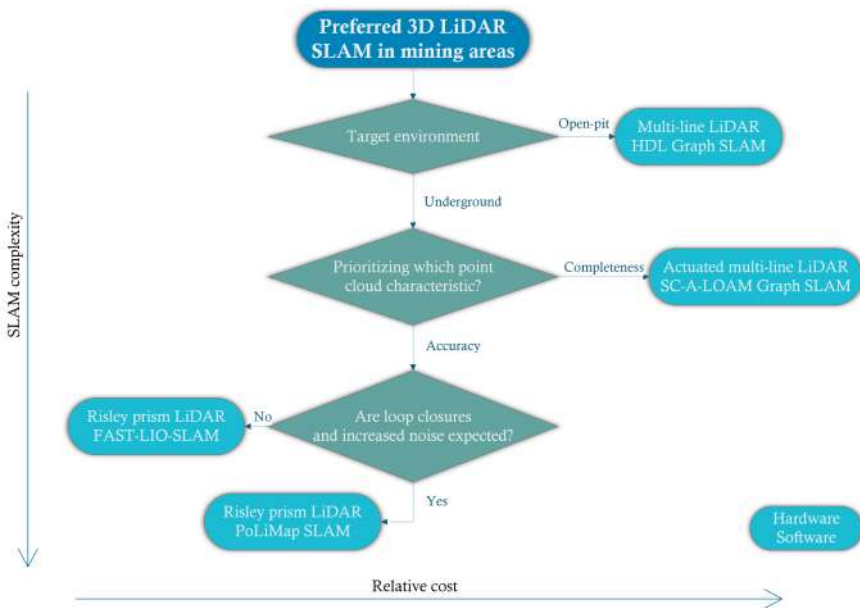 Preferred 3D LiDAR
SLAM in mining areas
Target environment
Open-pit
Multi-line LiDAR
HDL Graph SLAM
Underground
Prioritizing which point
cloud characteristic?
Completeness
Actuated multi-line LiDAR
SC-A-LOAM Graph SLAM
Accuracy
Are loop closures
and increased noise expected?
No
Risley prism LiDAR
FAST-LIO-SLAM
Yes
Risley prism LiDAR
PoLiMap SLAM
Hardware
Software
SLAM complexity
Relative cost